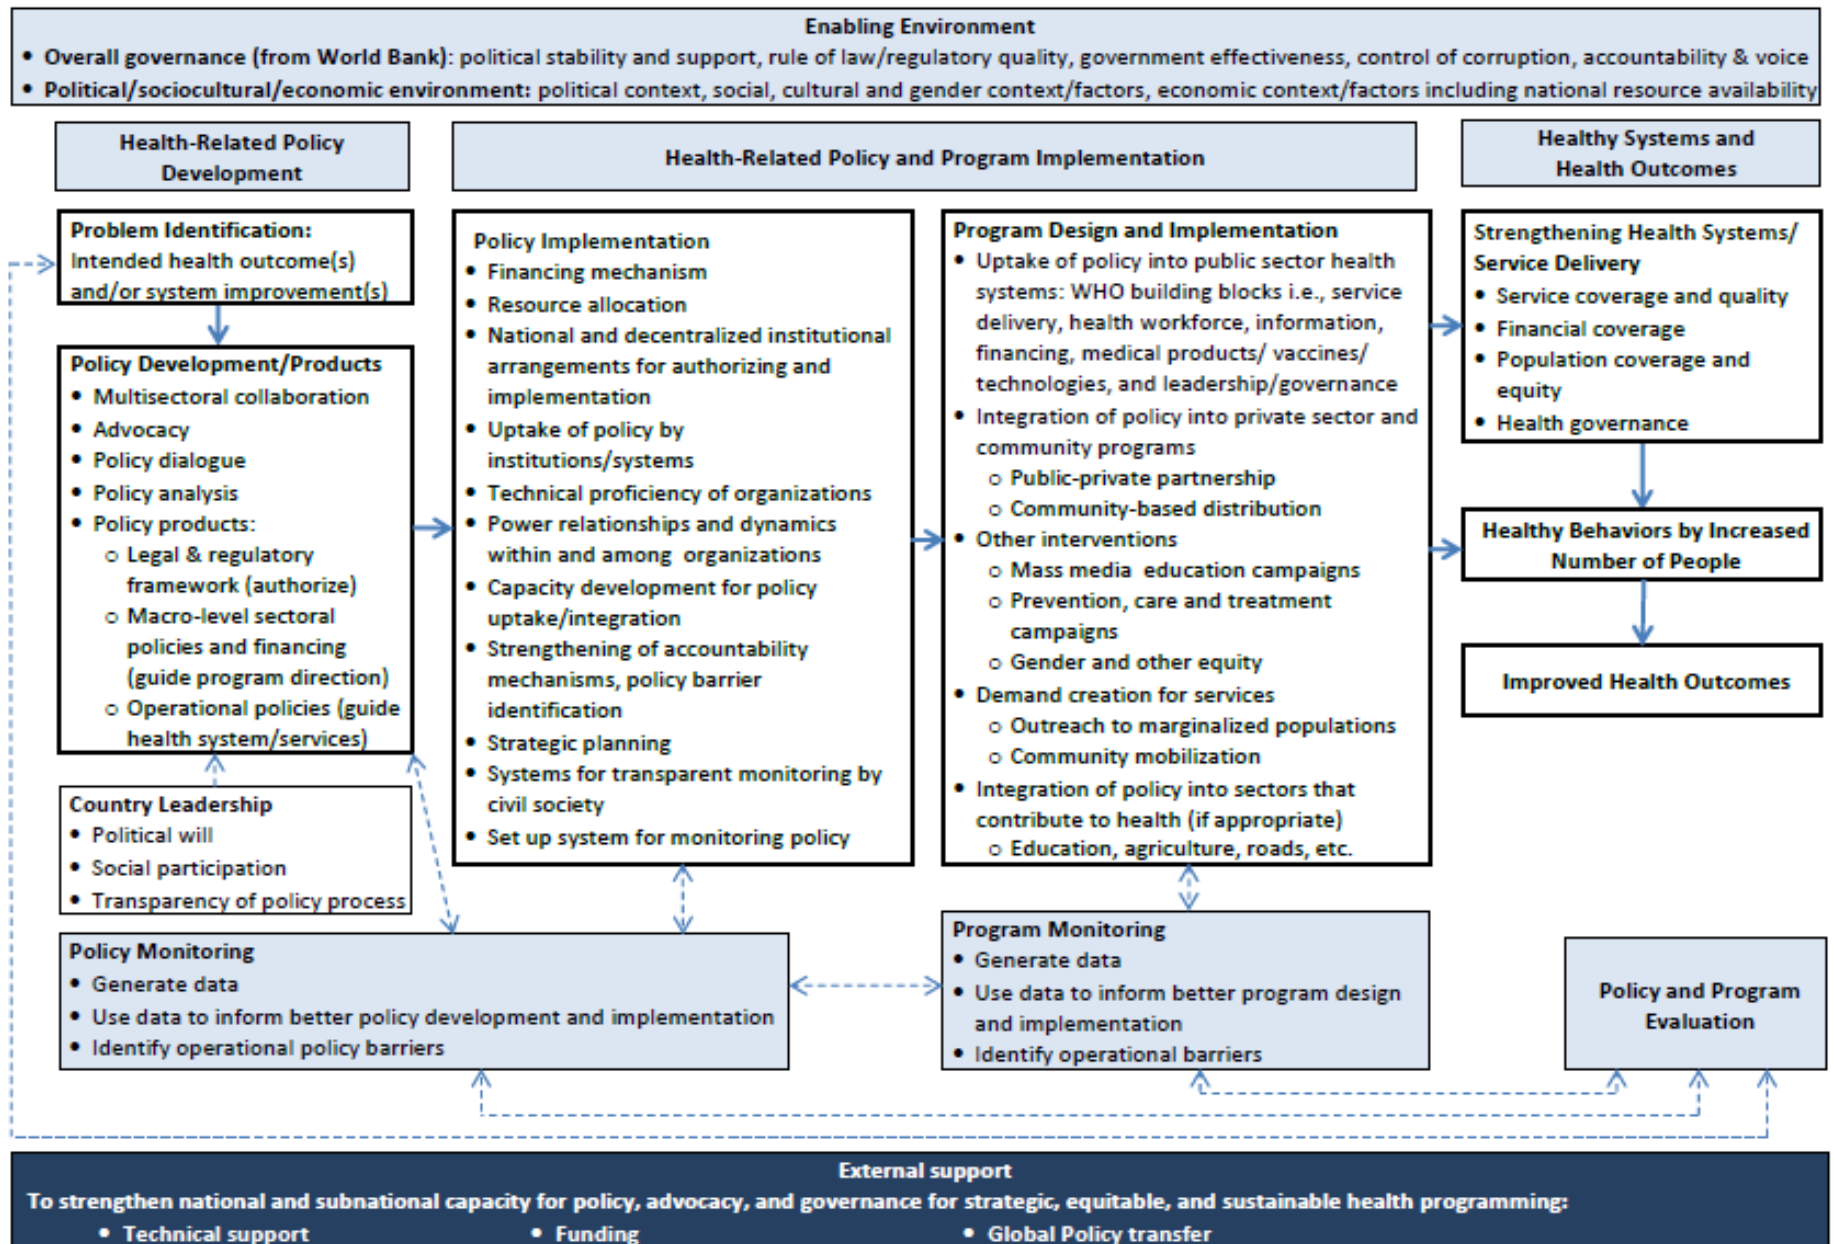 Enabling Environment
• Overall governance (from World Bank): political stability and support, rule of law/regulatory quality, government effectiveness, control of corruption, accountability & voice
• Political/sociocultural/economic environment: political context, social, cultural and gender context/factors, economic context/factors including national resource availability
Health-Related Policy
Development
Health-Related Policy and Program Implementation
Healthy Systems and
Health Outcomes
Problem Identification:
Intended health outcome(s)
and/or system improvement(s)
Policy Development/Products
• Multisectoral collaboration
• Advocacy
• Policy dialogue
• Policy analysis
• Policy products:
o Legal & regulatory
framework (authorize)
o Macro-level sectoral
policies and financing
(guide program direction)
o Operational policies (guide
health system/services)
Country Leadership
• Political will
• Social participation
• Transparency of policy process
Policy Implementation
• Financing mechanism
• Resource allocation
• National and decentralized institutional
arrangements for authorizing and
implementation
• Uptake of policy by
institutions/systems
• Technical proficiency of organizations
• Power relationships and dynamics
within and among organizations
• Capacity development for policy
uptake/integration
• Strengthening of accountability
mechanisms, policy barrier
identification
• Strategic planning
• Systems for transparent monitoring by
civil society
• Set up system for monitoring policy
Program Design and Implementation
• Uptake of policy into public sector health
systems: WHO building blocks i.e., service
delivery, health workforce, information,
financing, medical products/ vaccines/
technologies, and leadership/governance
• Integration of policy into private sector and
community programs
o Public-private partnership
o Community-based distribution
• Other interventions
o Mass media education campaigns
o Prevention, care and treatment
campaigns
o Gender and other equity
• Demand creation for services
o Outreach to marginalized populations
o Community mobilization
• Integration of policy into sectors that
contribute to health (if appropriate)
o Education, agriculture, roads, etc.
Strengthening Health Systems/
Service Delivery
• Service coverage and quality
• Financial coverage
• Population coverage and
equity
• Health governance
Healthy Behaviors by Increased
Number of People
Improved Health Outcomes
Policy Monitoring
• Generate data
• Use data to inform better policy development and implementation
• Identify operational policy barriers
Program Monitoring
• Generate data
• Use data to inform better program design
and implementation
• Identify operational barriers
Policy and Program
Evaluation
External support
To strengthen national and subnational capacity for policy, advocacy, and governance for strategic, equitable, and sustainable health programming:
• Technical support • Funding • Global Policy transfer